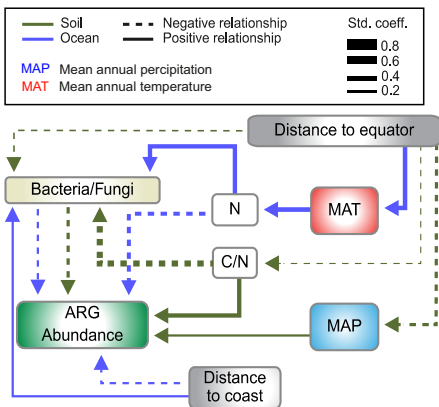 Soil
Ocean
Negative relationship
Positive relationship
MAP Mean annual percipitation
MAT Mean annual temperature
Std. coeff.
0.8
0.6
0.4
0.2
Distance to equator
Bacteria/Fungi
N
MAT
C/N
ARG
Abundance
MAP
Distance
to coast